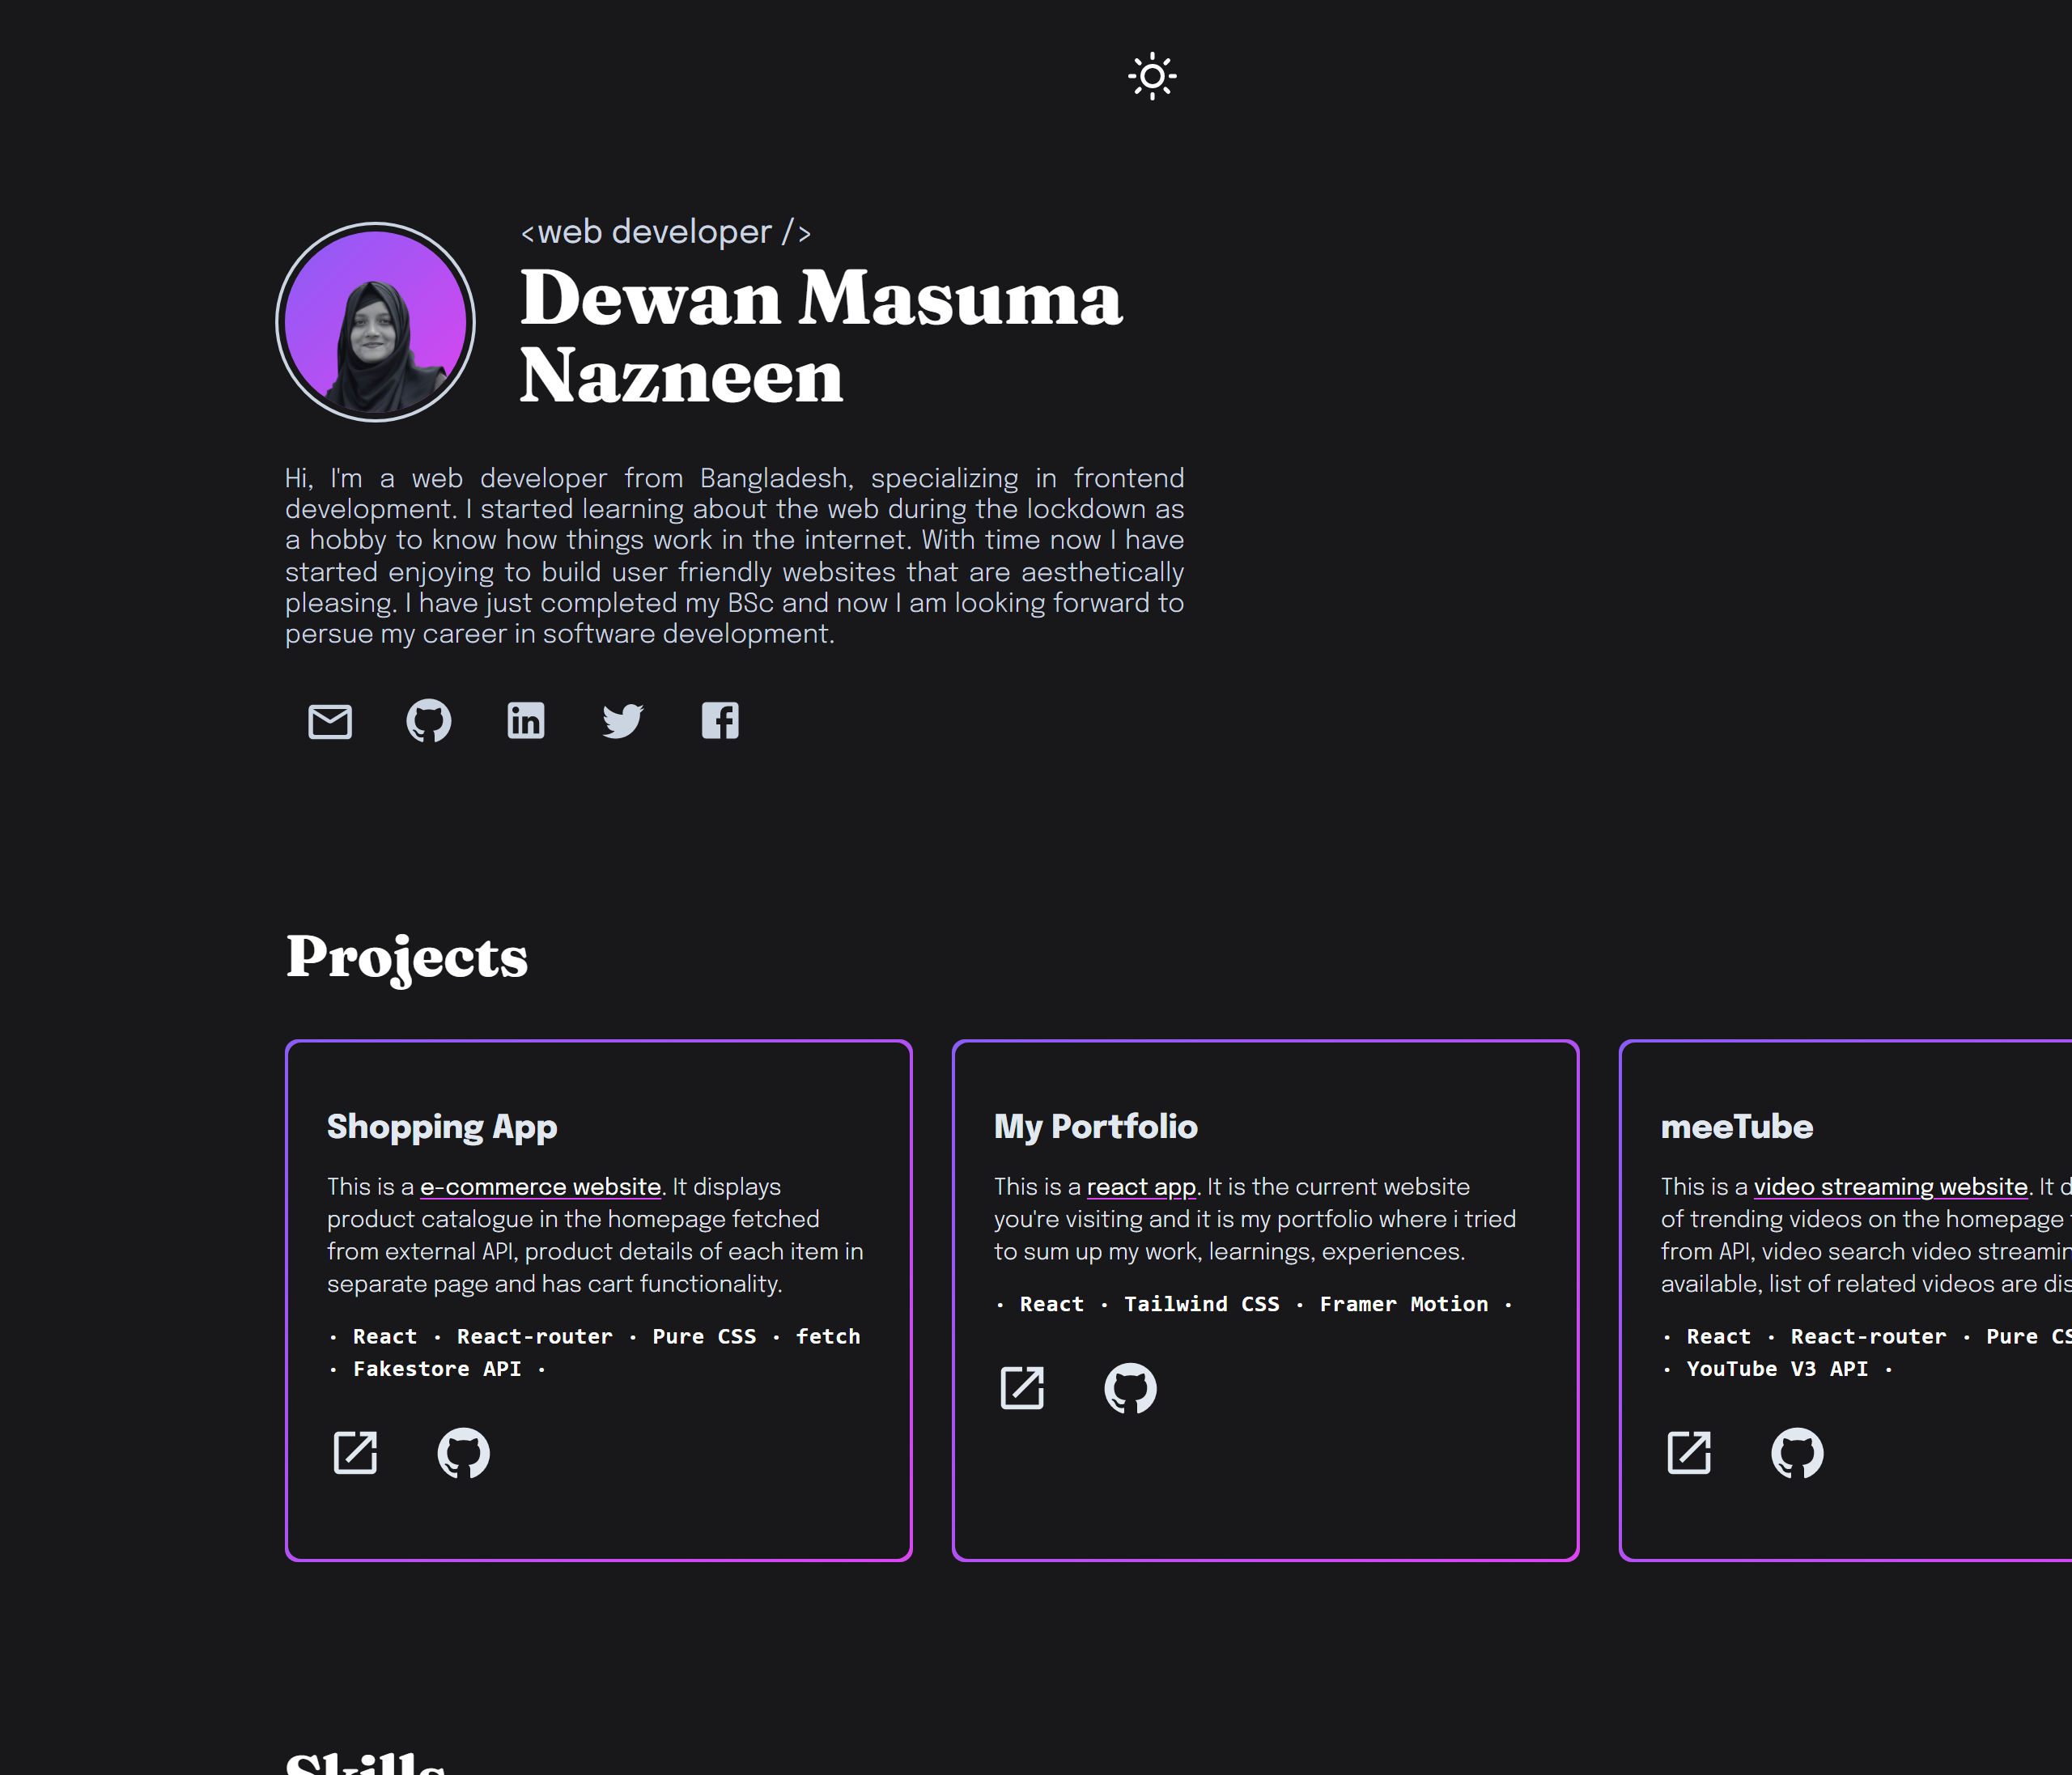 <web developer />
Dewan Masuma
Nazneen
Hi, I'm a web developer from Bangladesh, specializing in frontend
development. I started learning about the web during the lockdown as
a hobby to know how things work in the internet. With time now I have
started enjoying to build user friendly websites that are aesthetically
pleasing. I have just completed my BSc and now I am looking forward to
persue my career in software development.
Projects
Shopping App
This is a e-commerce website. It displays
product catalogue in the homepage fetched
from external API, product details of each item in
separate page and has cart functionality.
· React · React-router · Pure CSS · fetch
· Fakestore API ·
My Portfolio
This is a react app. It is the current website
you're visiting and it is my portfolio where i tried
to sum up my work, learnings, experiences.
· React · Tailwind CSS · Framer Motion ·
meeTube
This is a video streaming website. It
of trending videos on the homepage
from API, video search video
available, list of related videos are
· React · React-router · Pure
· YouTube V3 API ·
Skills